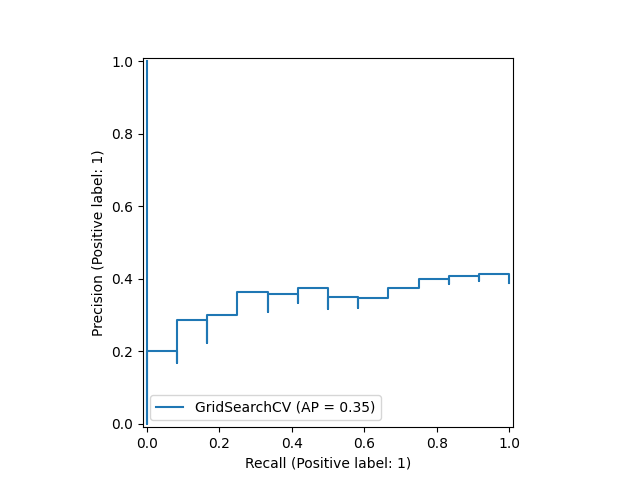 1.0
0.8
0.6
0.4
0.2
0.0
Precision (Positive label: 1)
GridSearchCV (AP = 0.35)
0.0 0.2 0.4 0.6 0.8 1.0
Recall (Positive label: 1)